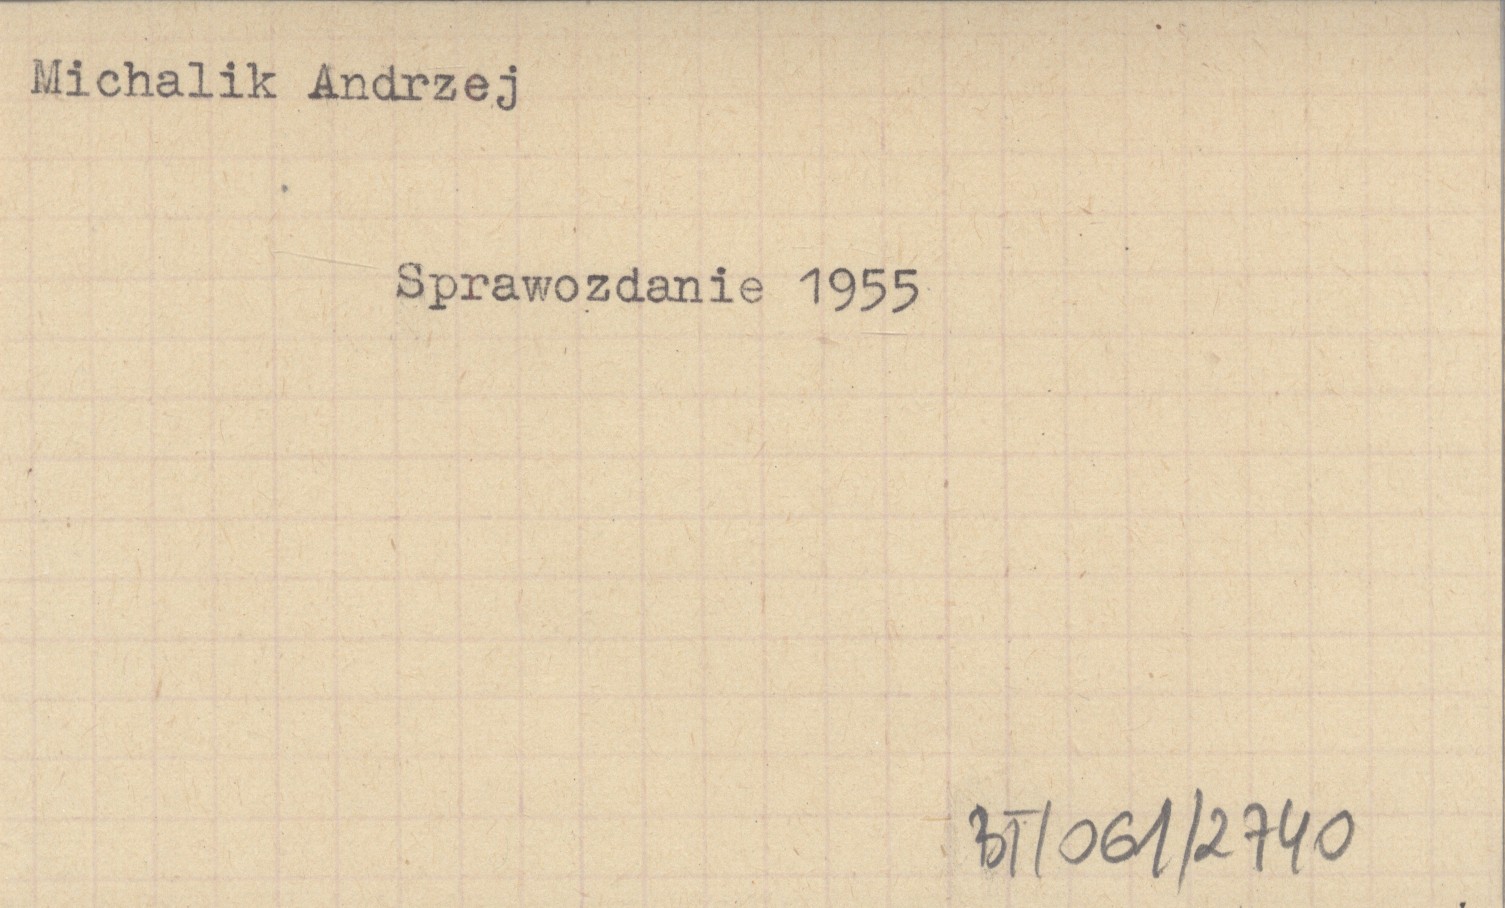 Michalik Andrzej
Sprawozdanie 1955
BT/061/2740